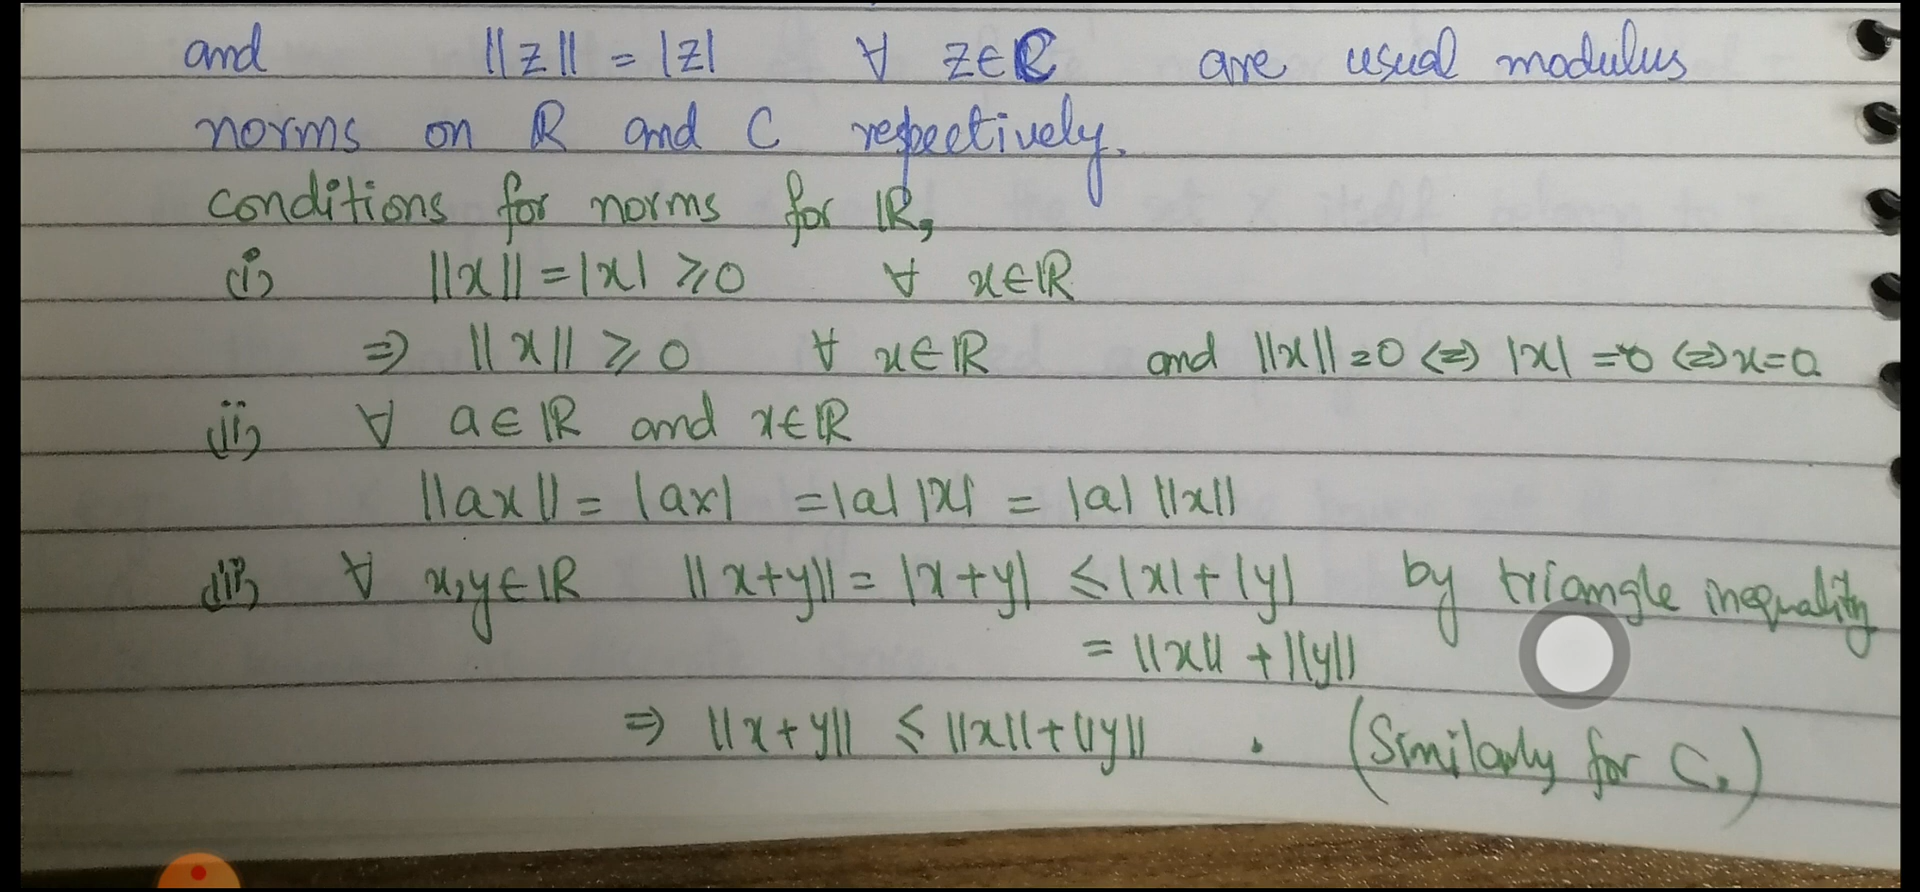 and ||z|| = |z| ∀ z∈ℂ are usual modulus
norms on ℝ and C respectively.
conditions for norms for ℝ,
(i) ||x|| = |x| ⩾ 0 ∀ x∈ℝ
⇒ ||x|| ⩾ 0 ∀ x∈ℝ and ||x|| = 0 ⇔ |x| = 0 ⇔ x = 0
(ii) ∀ a∈ℝ and x∈ℝ
||ax|| = |ax| = |a| |x| = |a| ||x||
(iii) ∀ x,y∈ℝ ||x+y|| = |x+y| ≤ |x|+|y| by triangle inequality
= ||x|| + ||y||
⇒ ||x+y|| ≤ ||x||+||y|| . (Similarly for C.)